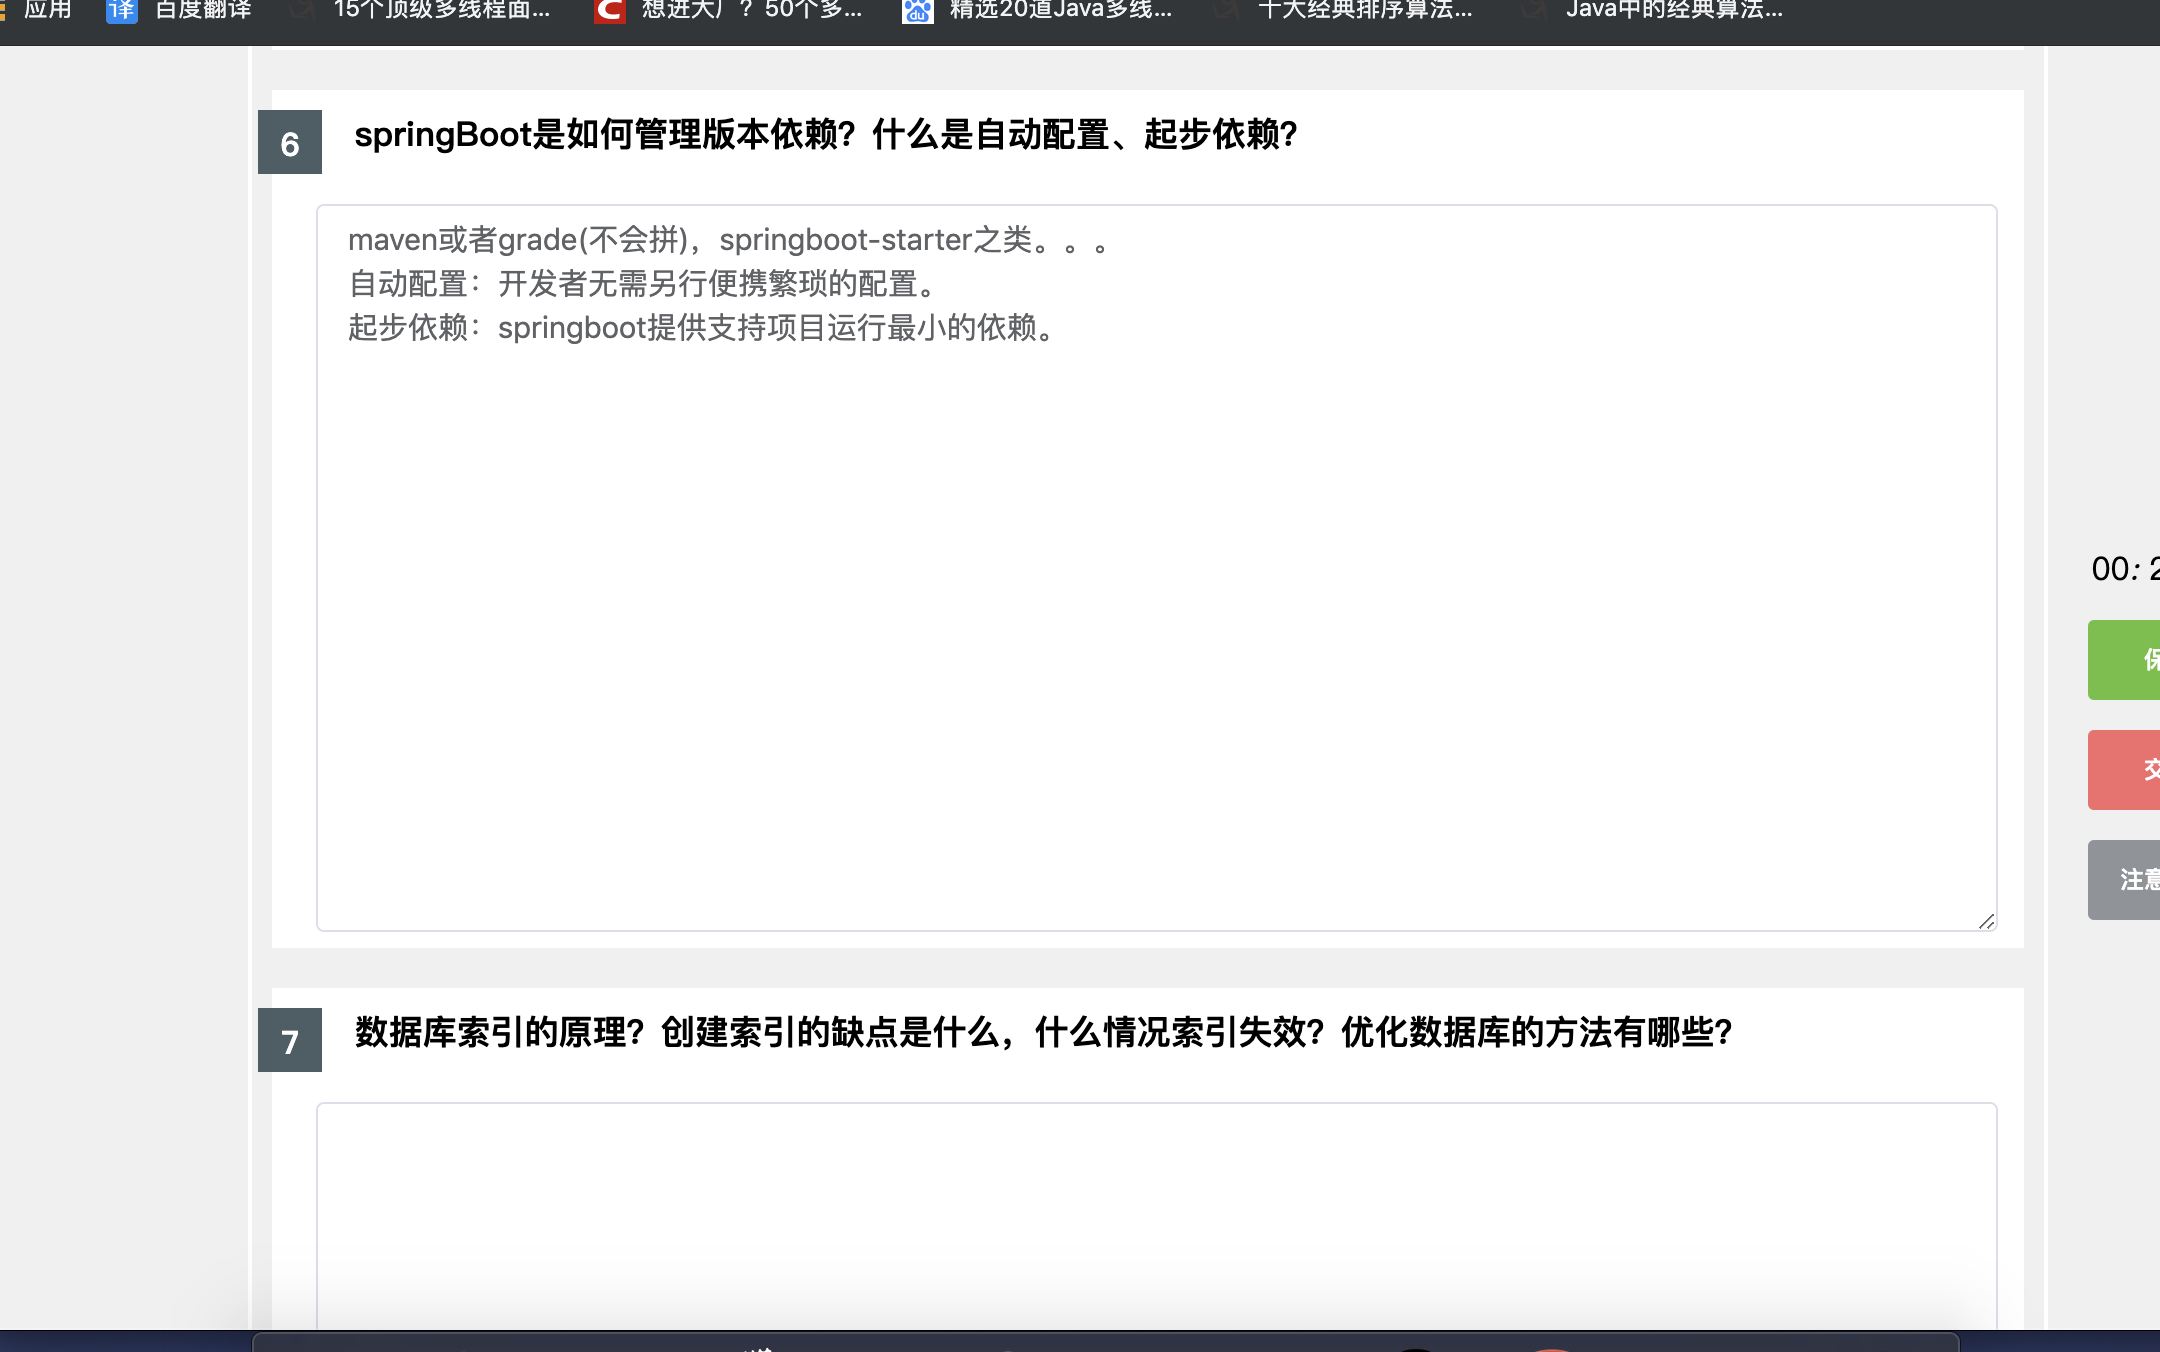 应用 百度翻译 15个顶级多线程面... 想进大厂？50个多... 精选20道Java多线... 十大经典排序算法... Java中的经典算法...
6 springBoot是如何管理版本依赖？什么是自动配置、起步依赖？
maven或者grade(不会拼)，springboot-starter之类。。。
自动配置：开发者无需另行便携繁琐的配置。
起步依赖：springboot提供支持项目运行最小的依赖。
00: 2
保
交
注意
7 数据库索引的原理？创建索引的缺点是什么，什么情况索引失效？优化数据库的方法有哪些？